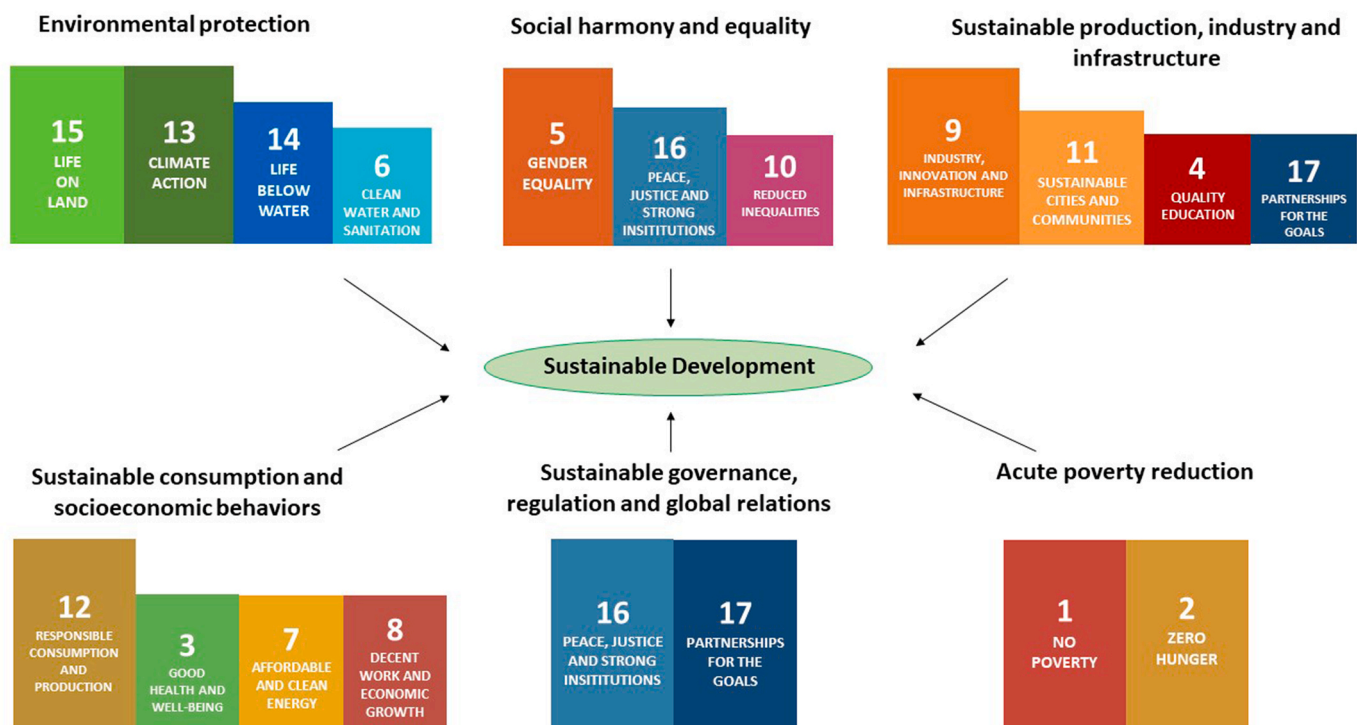 Environmental protection
15
LIFE
ON
LAND
13
CLIMATE
ACTION
14
LIFE
BELOW
WATER
6
CLEAN
WATER AND
SANITATION
Social harmony and equality
5
GENDER
EQUALITY
16
PEACE,
JUSTICE AND
STRONG
INSITITUTIONS
10
REDUCED
INEQUALITIES
Sustainable production, industry and
infrastructure
9
INDUSTRY,
INNOVATION AND
INFRASTRUCTURE
11
SUSTAINABLE
CITIES AND
COMMUNITIES
4
QUALITY
EDUCATION
17
PARTNERSHIPS
FOR THE
GOALS
Sustainable Development
Sustainable consumption and
socioeconomic behaviors
12
RESPONSIBLE
CONSUMPTION
AND
PRODUCTION
3
GOOD
HEALTH AND
WELL-BEING
7
AFFORDABLE
AND CLEAN
ENERGY
8
DECENT
WORK AND
ECONOMIC
GROWTH
Sustainable governance,
regulation and global relations
16
PEACE, JUSTICE
AND STRONG
INSITITUTIONS
17
PARTNERSHIPS
FOR THE
GOALS
Acute poverty reduction
1
NO
POVERTY
2
ZERO
HUNGER